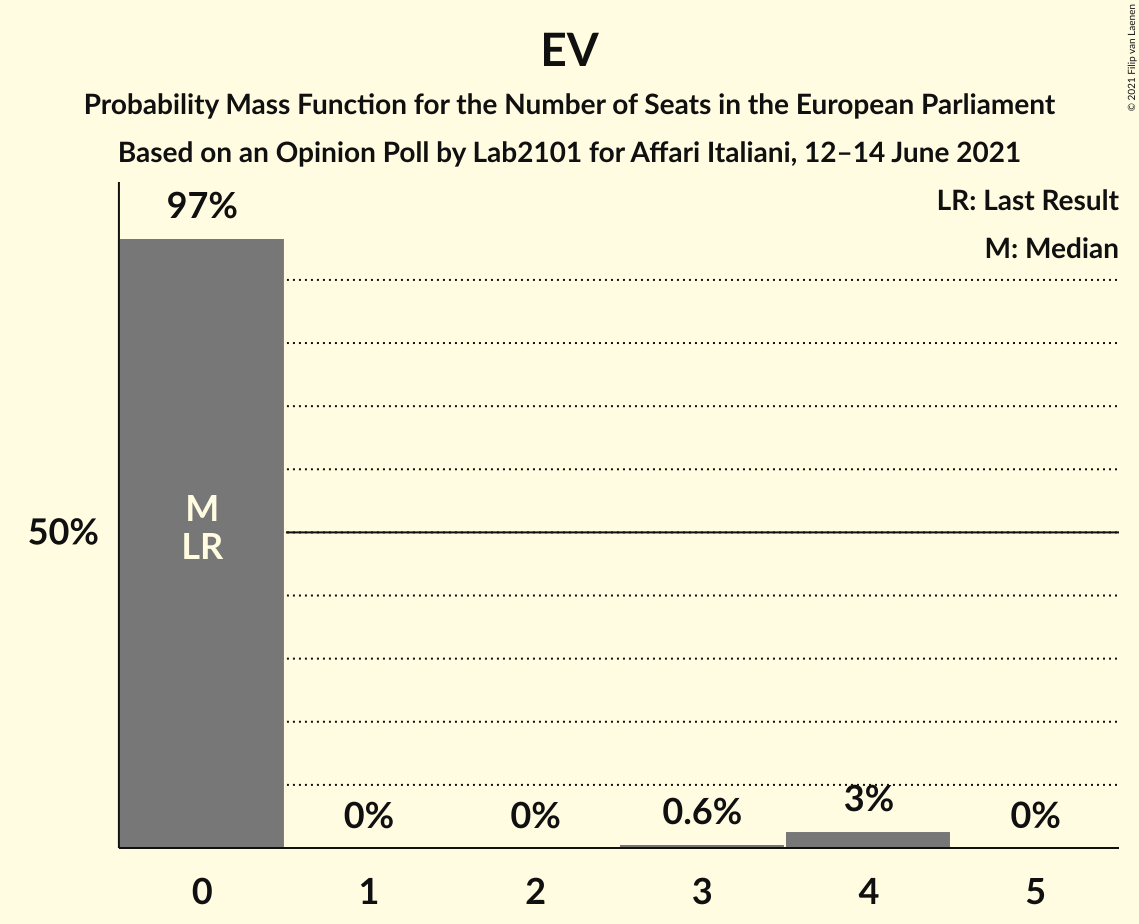 EV
Probability Mass Function for the Number of Seats in the European Parliament
Based on an Opinion Poll by Lab2101 for Affari Italiani, 12–14 June 2021
© 2021 Filip van Laenen
LR: Last Result
M: Median
97%
50%
M
LR
0%
0%
0.6%
3%
0%
0
1
2
3
4
5